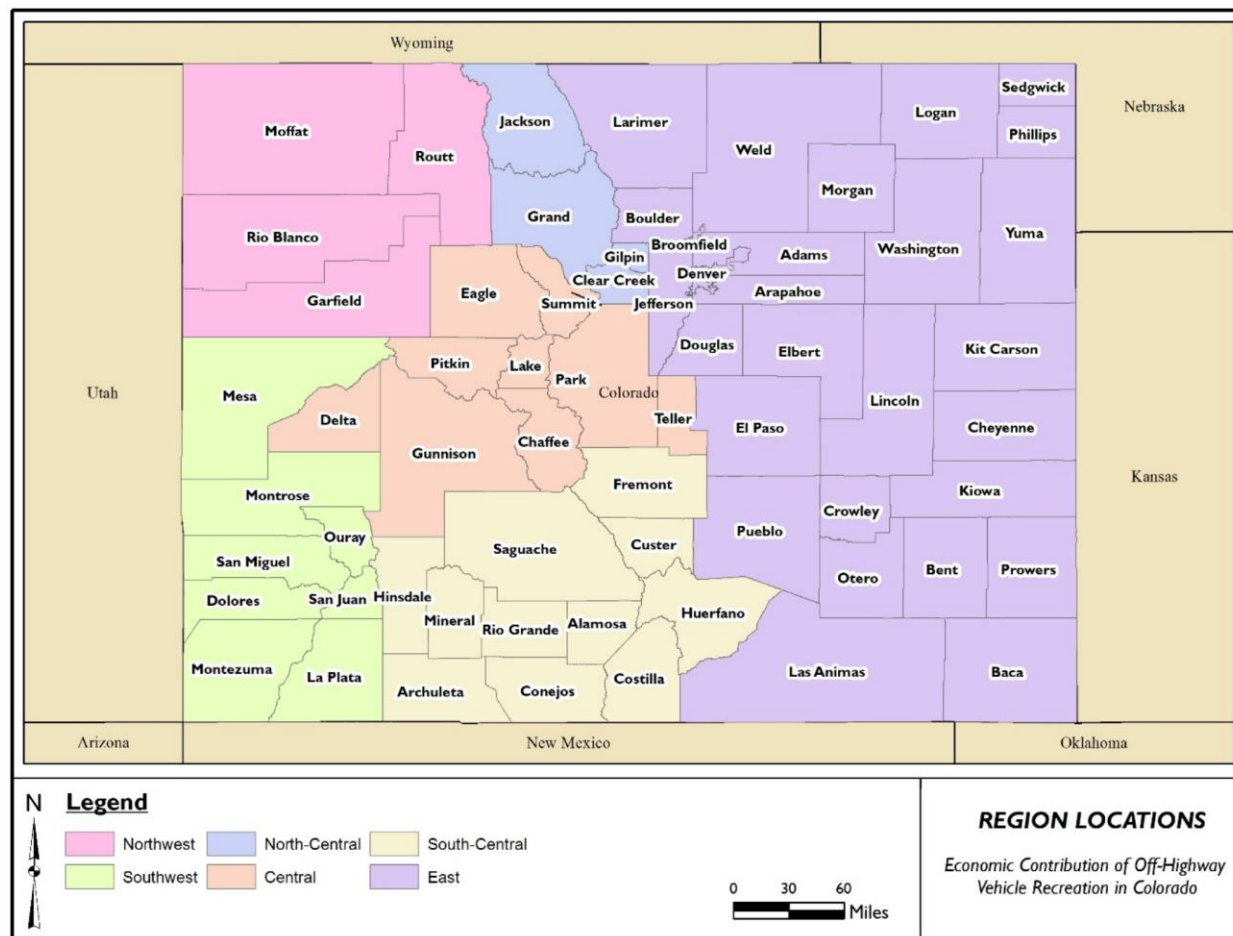 Wyoming
Nebraska
Utah
Colorado
Kansas
Arizona
New Mexico
Oklahoma
Moffat
Routt
Jackson
Larimer
Weld
Logan
Sedgwick
Phillips
Morgan
Rio Blanco
Grand
Boulder
Broomfield
Washington
Yuma
Gilpin
Adams
Denver
Clear Creek
Arapahoe
Garfield
Eagle
Summit
Jefferson
Douglas
Elbert
Kit Carson
Pitkin
Lake
Park
Mesa
Delta
Teller
Lincoln
Gunnison
Chaffee
El Paso
Cheyenne
Fremont
Montrose
Kiowa
Crowley
Ouray
Pueblo
San Miguel
Saguache
Custer
Otero
Bent
Prowers
Dolores
San Juan
Hinsdale
Mineral
Rio Grande
Alamosa
Huerfano
Montezuma
La Plata
Archuleta
Conejos
Costilla
Las Animas
Baca
N
Legend
Northwest
North-Central
South-Central
Southwest
Central
East
0 30 60
Miles
REGION LOCATIONS
Economic Contribution of Off-Highway
Vehicle Recreation in Colorado